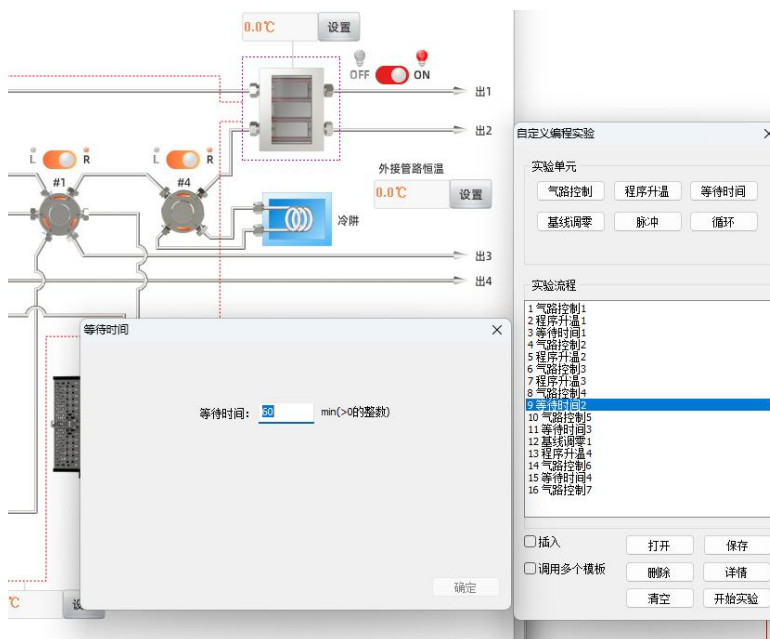 0.0℃ 设置
OFF ON
出1
出2
L R
#1
L R
#4
外接管路恒温
0.0℃ 设置
冷阱
出3
出4
等待时间
等待时间: 60 min(>0的整数)
确定
℃
自定义编程实验
实验单元
气路控制 程序升温 等待时间
基线调零 脉冲 循环
实验流程
1 气路控制1
2 程序升温1
3 等待时间1
4 气路控制2
5 程序升温2
6 气路控制3
7 程序升温3
8 气路控制4
9 等待时间2
10 气路控制5
11 等待时间3
12 基线调零1
13 程序升温4
14 气路控制6
15 等待时间4
16 气路控制7
插入 打开 保存
调用多个模板 删除 详情
清空 开始实验